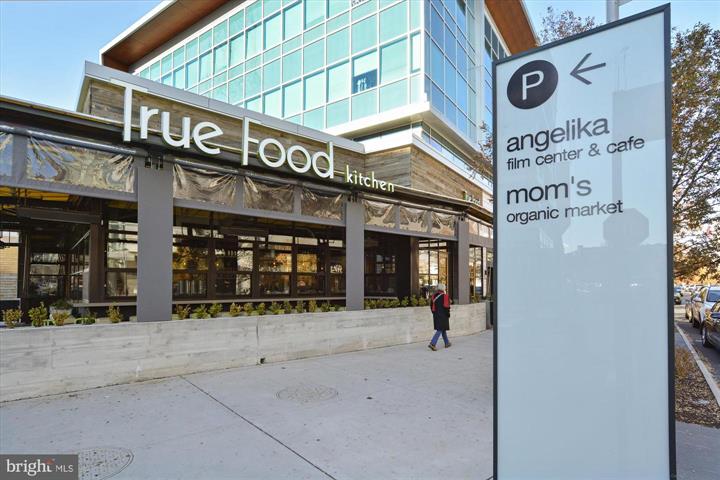 True Food
kitchen
P
angelika
film center & cafe
mom's
organic market
bright MLS